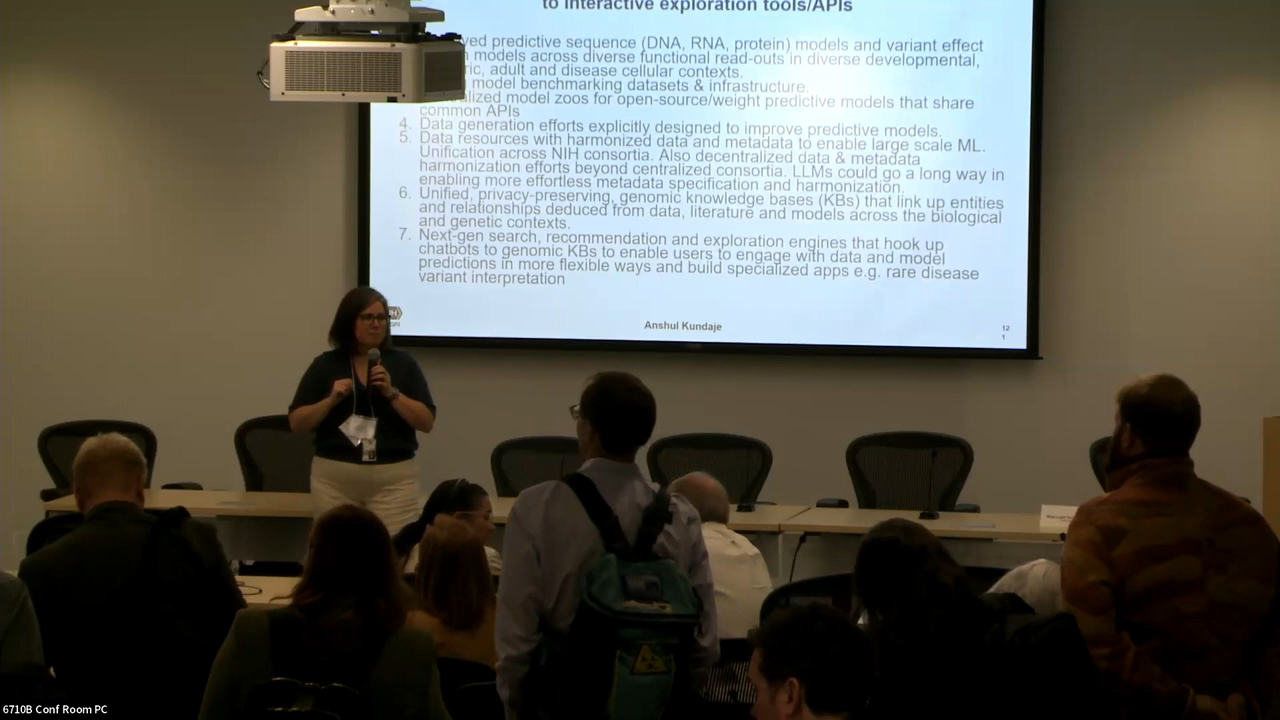 to interactive exploration tools/APIs
predictive sequence (DNA, RNA, protein) models and variant effect
models across diverse functional read-outs in diverse developmental,
adult and disease cellular contexts.
model benchmarking datasets & infrastructure.
model zoos for open-source/weight predictive models that share
common APIs
4. Data generation efforts explicitly designed to improve predictive models.
5. Data resources with harmonized data and metadata to enable large scale ML.
Unification across NIH consortia. Also decentralized data & metadata
harmonization efforts beyond centralized consortia. LLMs could go a long way in
enabling more effortless metadata specification and harmonization.
6. Unified, privacy-preserving, genomic knowledge bases (KBs) that link up entities
and relationships deduced from data, literature and models across the biological
and genetic contexts.
7. Next-gen search, recommendation and exploration engines that hook up
chatbots to genomic KBs to enable users to engage with data and model
predictions in more flexible ways and build specialized apps e.g. rare disease
variant interpretation
Anshul Kundaje
12
1
6710B Conf Room PC